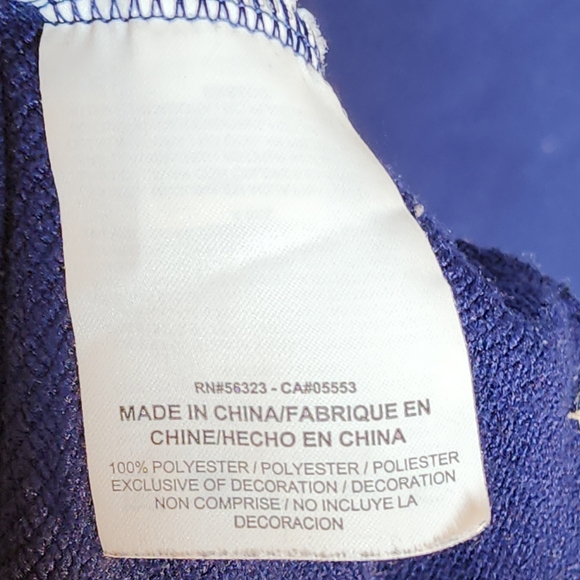 RN#56323 - CA#05553
MADE IN CHINA/FABRIQUE EN
CHINE/HECHO EN CHINA
100% POLYESTER / POLYESTER / POLIESTER
EXCLUSIVE OF DECORATION / DECORATION
NON COMPRISE / NO INCLUYE LA
DECORACION